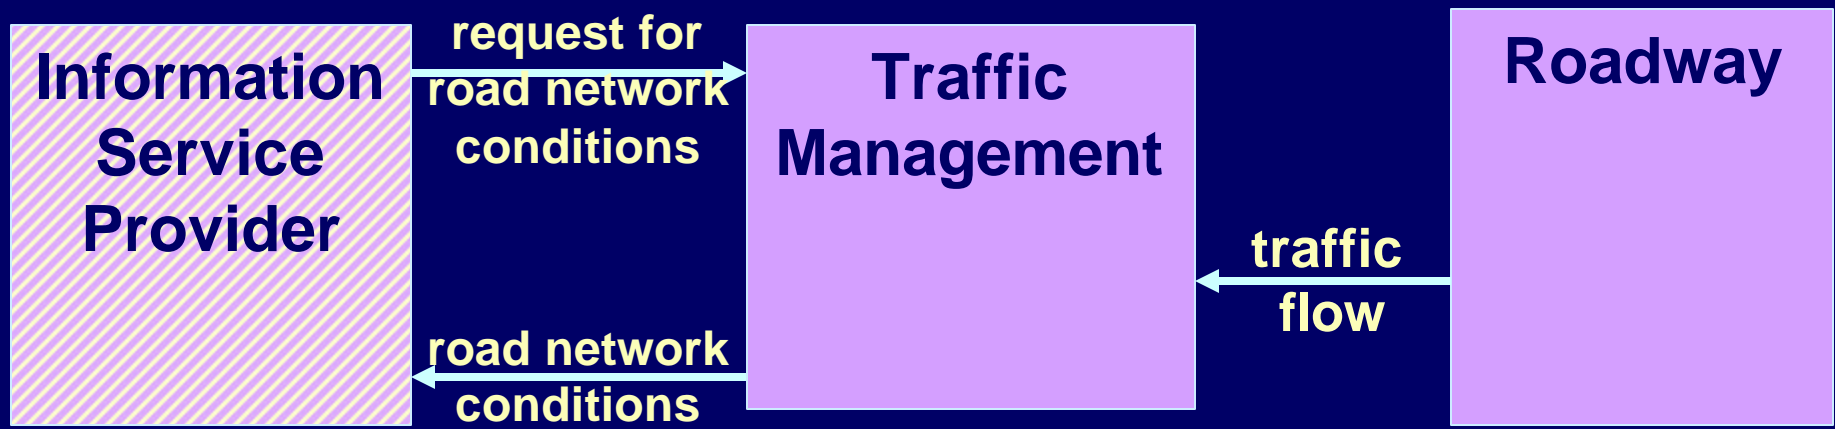 Information
Service
Provider
request for
road network
conditions
road network
conditions
Traffic
Management
traffic
flow
Roadway